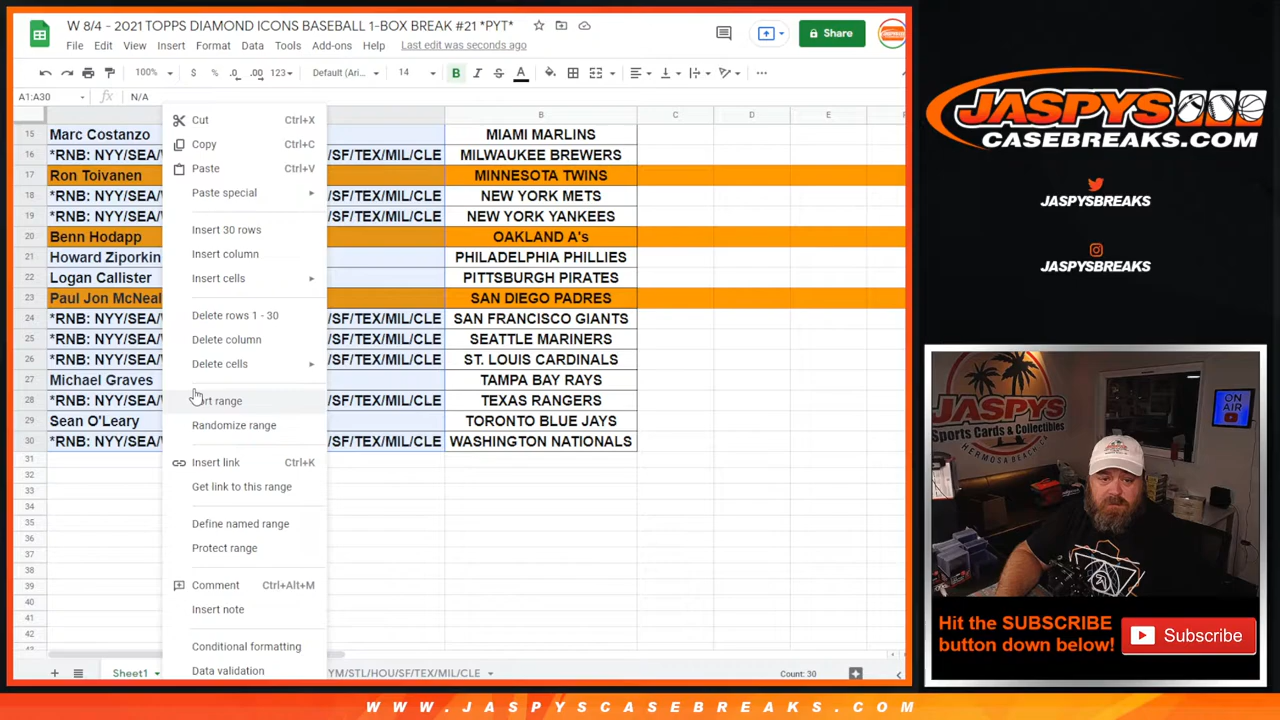 W 8/4 - 2021 TOPPS DIAMOND ICONS BASEBALL 1-BOX BREAK #21 *PYT*
Share
File Edit View Insert Format Data Tools Add-ons Help Last edit was seconds ago
100% $ % .0 .00 123 Default (Ari... 14 B I S A
A1:A30 fx N/A
A B C D E
15 Marc Costanzo MIAMI MARLINS
16 *RNB: NYY/SEA/ /SF/TEX/MIL/CLE MILWAUKEE BREWERS
17 Ron Toivanen MINNESOTA TWINS
18 *RNB: NYY/SEA/ /SF/TEX/MIL/CLE NEW YORK METS
19 *RNB: NYY/SEA/ /SF/TEX/MIL/CLE NEW YORK YANKEES
20 Benn Hodapp OAKLAND A's
21 Howard Ziporkin PHILADELPHIA PHILLIES
22 Logan Callister PITTSBURGH PIRATES
23 Paul Jon McNeal SAN DIEGO PADRES
24 *RNB: NYY/SEA/ /SF/TEX/MIL/CLE SAN FRANCISCO GIANTS
25 *RNB: NYY/SEA/ /SF/TEX/MIL/CLE SEATTLE MARINERS
26 *RNB: NYY/SEA/ /SF/TEX/MIL/CLE ST. LOUIS CARDINALS
27 Michael Graves TAMPA BAY RAYS
28 *RNB: NYY/SEA/ /SF/TEX/MIL/CLE TEXAS RANGERS
29 Sean O'Leary TORONTO BLUE JAYS
30 *RNB: NYY/SEA/ /SF/TEX/MIL/CLE WASHINGTON NATIONALS
31
32
33
34
35
36
37
38
39
40
41
42
Cut Ctrl+X
Copy Ctrl+C
Paste Ctrl+V
Paste special
Insert 30 rows
Insert column
Insert cells
Delete rows 1 - 30
Delete column
Delete cells
Sort range
Randomize range
Insert link Ctrl+K
Get link to this range
Define named range
Protect range
Comment Ctrl+Alt+M
Insert note
Conditional formatting
Data validation
Sheet1 YM/STL/HOU/SF/TEX/MIL/CLE Count: 30
JASPYS
CASEBREAKS.COM
JASPYSBREAKS
JASPYSBREAKS
JASPYS
Sports Cards & Collectibles
HERMOSA BEACH CA
ON AIR
Hit the SUBSCRIBE
button down below!
Subscribe
WWW.JASPYSCASEBREAKS.COM